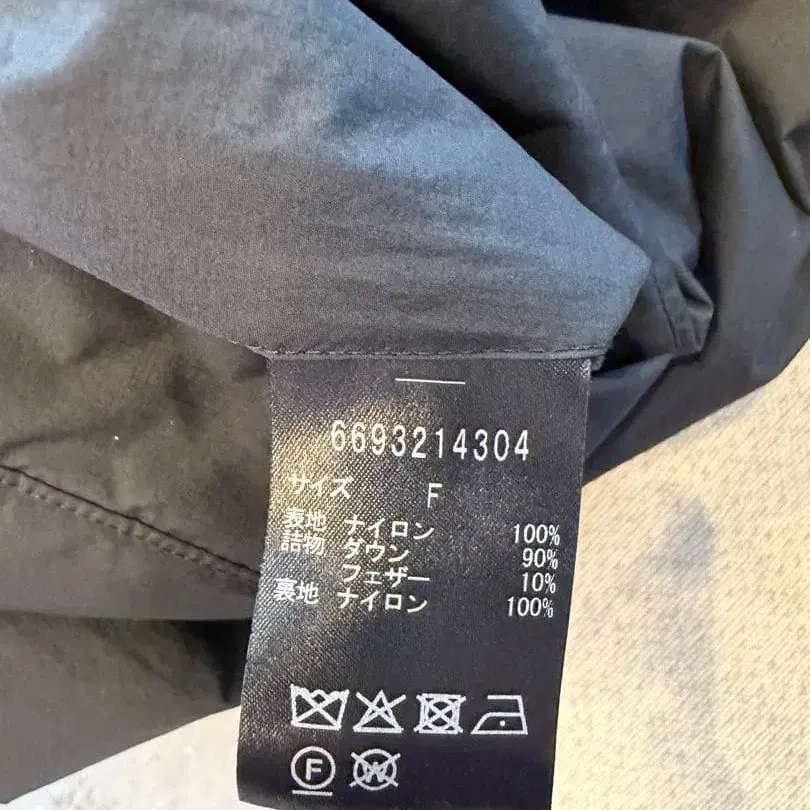 6693214304
サイズ F
表地 ナイロン 100%
詰物 ダウン 90%
フェザー 10%
裏地 ナイロン 100%
F
W